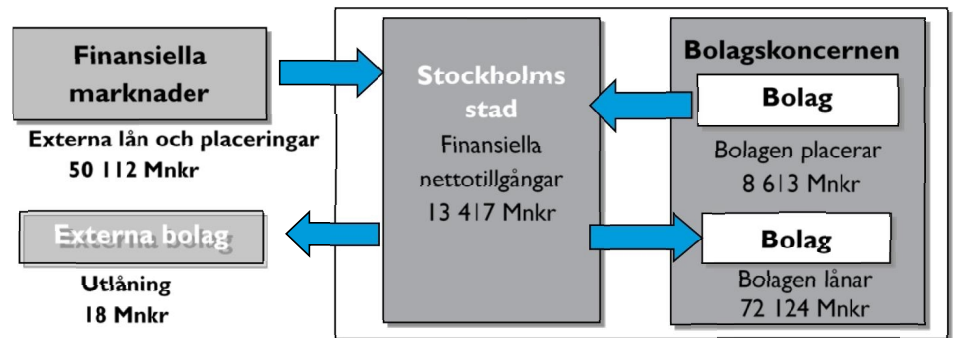 Finansiella
marknader
Externa lån och placeringar
50 112 Mnkr
Externa bolag
Utlåning
18 Mnkr
Stockholms
stad
Finansiella
nettotillgångar
13 417 Mnkr
Bolagskoncernen
Bolag
Bolagen placerar
8 613 Mnkr
Bolag
Bolagen lånar
72 124 Mnkr